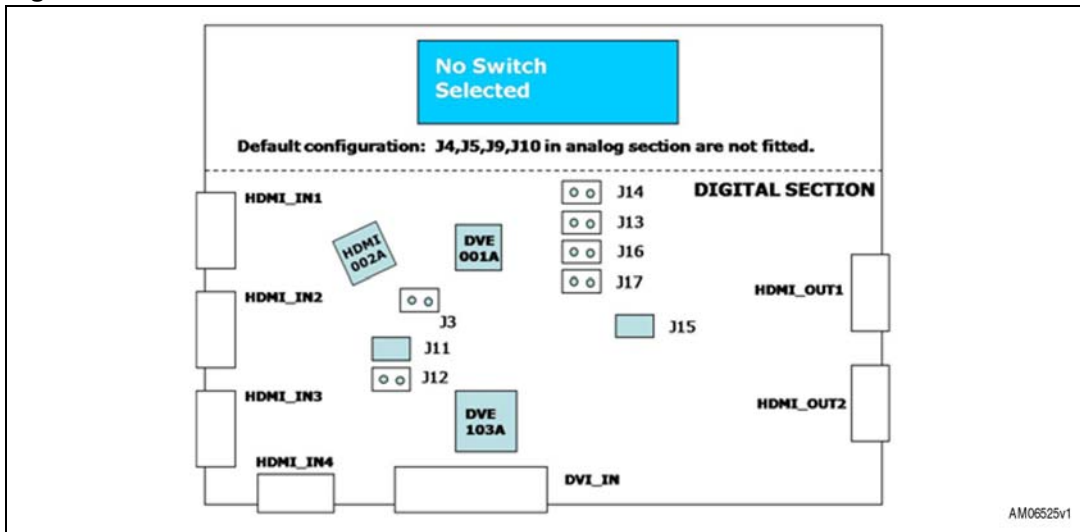 No Switch
Selected
Default configuration: J4,J5,J9,J10 in analog section are not fitted.
DIGITAL SECTION
HDMI_IN1
J14
HDMI
002A
DVE
001A
J13
J16
J17
HDMI_OUT1
HDMI_IN2
J3
J15
J11
J12
HDMI_IN3
DVE
103A
HDMI_OUT2
HDMI_IN4
DVI_IN
AM06525v1